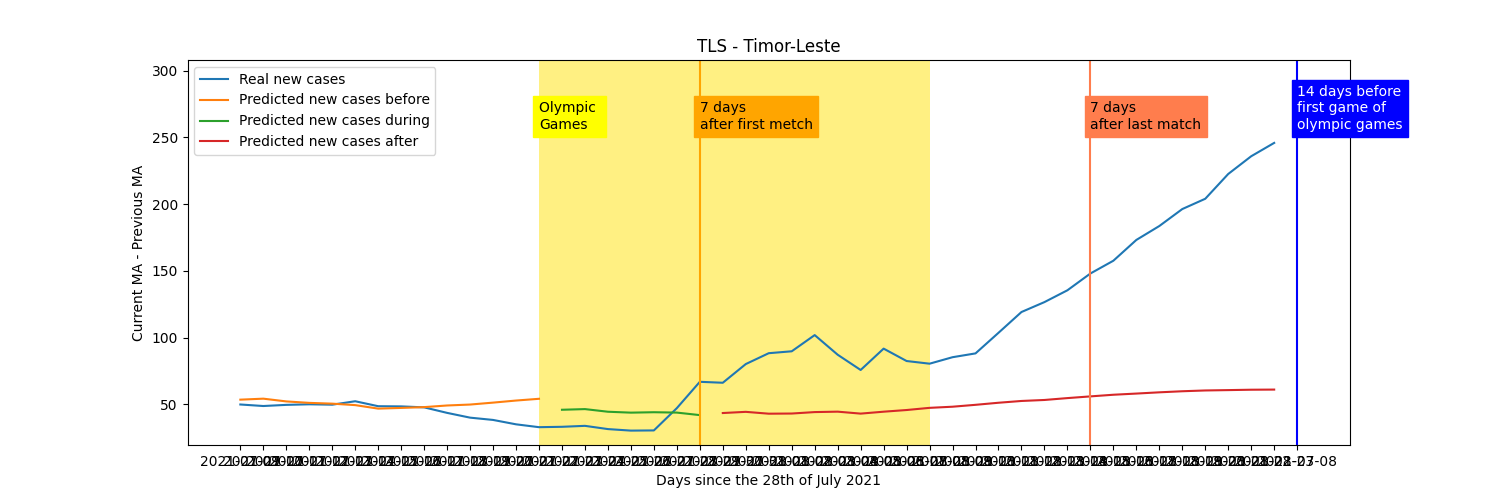 TLS - Timor-Leste
Real new cases
Predicted new cases before
Predicted new cases during
Predicted new cases after
Olympic
Games
7 days
after first metch
7 days
after last match
14 days before
first game of
olympic games
Current MA - Previous MA
300
250
200
150
100
50
Days since the 28th of July 2021